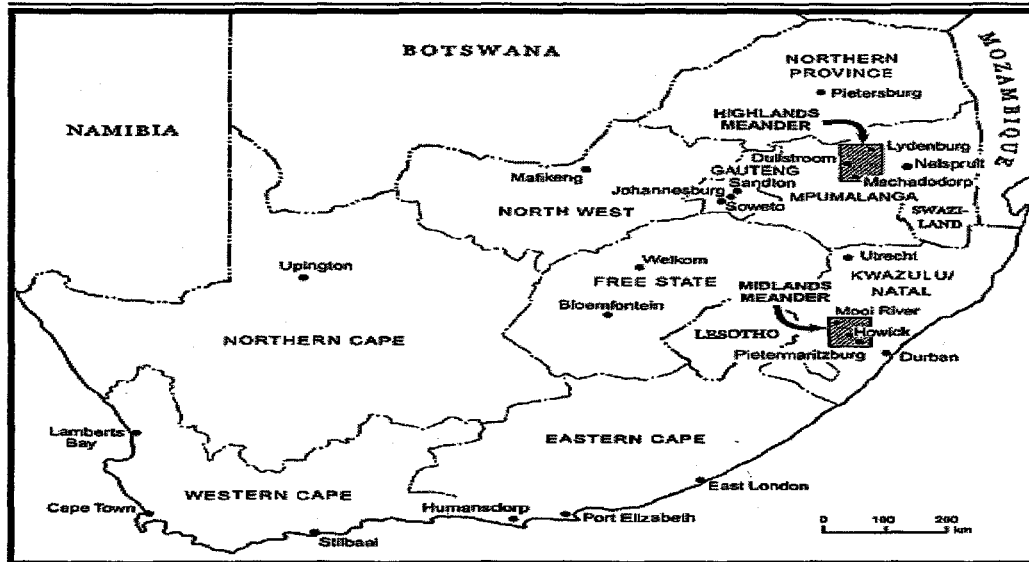 BOTSWANA
MOZAMBIQUE
NORTHERN
PROVINCE
Pietersburg
NAMIBIA
HIGHLANDS
MEANDER
Lydenburg
Dullstroom
Nelspruit
Mafikeng
GAUTENG
Sandton
Machadodorp
Johannesburg
MPUMALANGA
Soweto
NORTH WEST
SWAZI-
LAND
Utrecht
Welkom
Upington
FREE STATE
KWAZULU/
NATAL
MIDLANDS
MEANDER
Bloemfontein
Mooi River
LESOTHO
Howick
NORTHERN CAPE
Pietermaritzburg
Durban
Lamberts
Bay
EASTERN CAPE
WESTERN CAPE
East London
Cape Town
Humansdorp
Port Elizabeth
Stilbaai
0 100 200
km